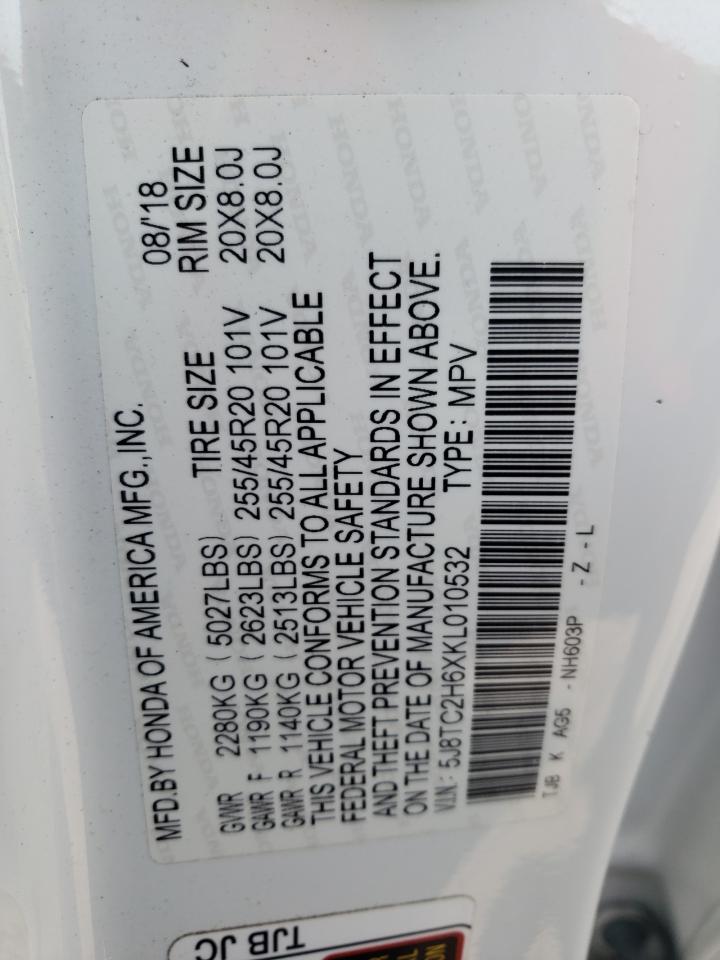 MFD.BY HONDA OF AMERICA MFG.,INC. 08/'18
TIRE SIZE RIM SIZE
GVWR 2280KG (5027LBS)
GAWR F 1190KG (2623LBS) 255/45R20 101V 20X8.0J
GAWR R 1140KG (2513LBS) 255/45R20 101V 20X8.0J
THIS VEHICLE CONFORMS TO ALL APPLICABLE
FEDERAL MOTOR VEHICLE SAFETY
AND THEFT PREVENTION STANDARDS IN EFFECT
ON THE DATE OF MANUFACTURE SHOWN ABOVE.
V.I.N.: 5J8TC2H6XKL010532 TYPE: MPV
TJB K AG5 -NH603P -Z-L
TJB JC